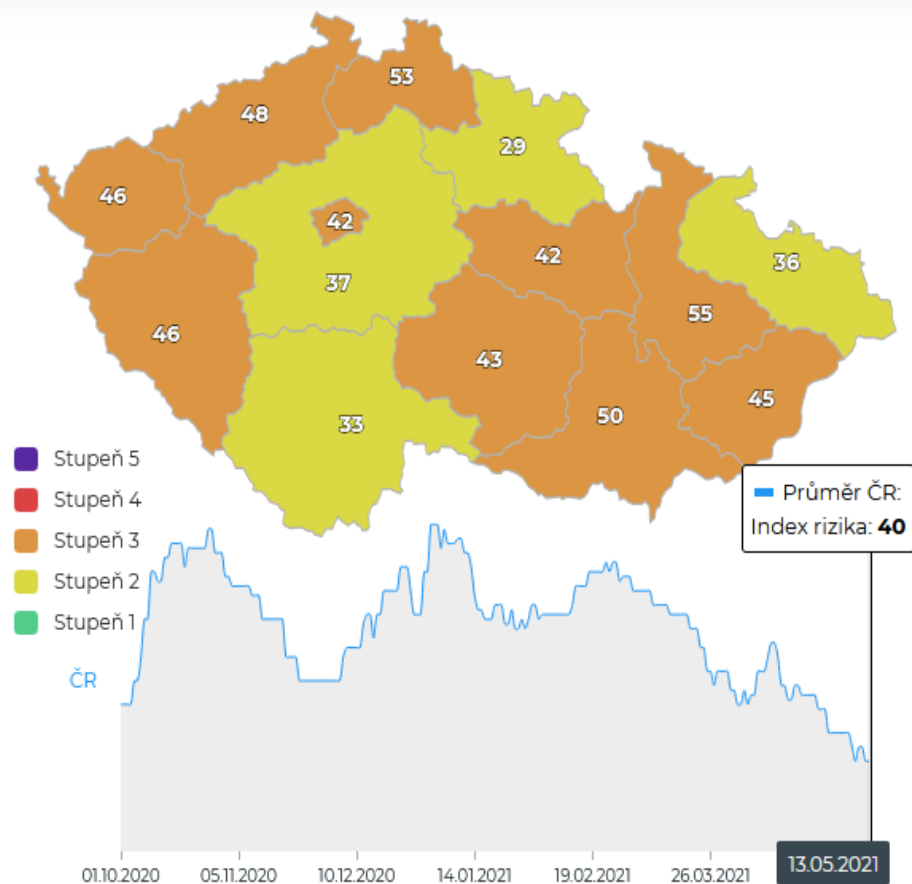 53
48
29
46
42
42
36
37
55
46
43
45
50
33
Stupeň 5
Stupeň 4
Stupeň 3
Stupeň 2
Stupeň 1
Průměr ČR:
Index rizika: 40
ČR
01.10.2020
05.11.2020
10.12.2020
14.01.2021
19.02.2021
26.03.2021
13.05.2021